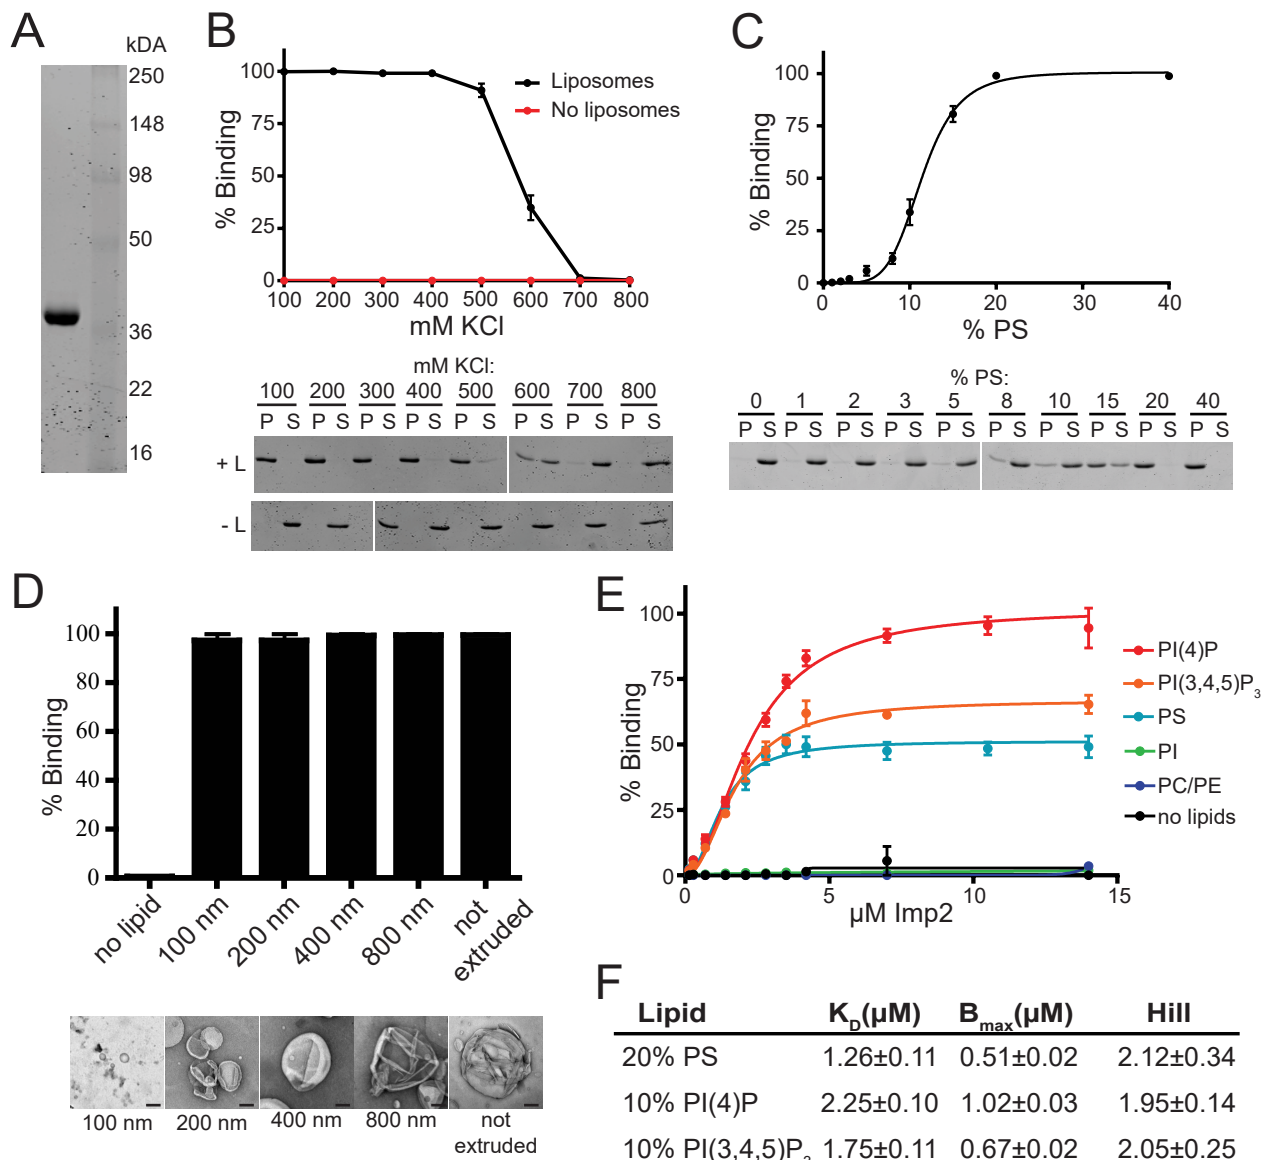 A
kDA
250
148
98
50
36
22
16
B
% Binding
100
75
50
25
0
Liposomes
No liposomes
100 200 300 400 500 600 700 800
mM KCl
mM KCl:
100 200 300 400 500 600 700 800
P S P S P S P S P S P S P S P S
+ L
- L
C
% Binding
100
75
50
25
0
0 10 20 30 40
% PS
% PS:
0 1 2 3 5 8 10 15 20 40
P S P S P S P S P S P S P S P S P S P S
D
% Binding
100
80
60
40
20
0
no lipid
100 nm
200 nm
400 nm
800 nm
not
extruded
100 nm
200 nm
400 nm
800 nm
not
extruded
E
% Binding
100
75
50
25
0
0 5 10 15
µM Imp2
PI(4)P
PI(3,4,5)P3
PS
PI
PC/PE
no lipids
F
Lipid KD(µM) Bmax(µM) Hill
20% PS 1.26±0.11 0.51±0.02 2.12±0.34
10% PI(4)P 2.25±0.10 1.02±0.03 1.95±0.14
10% PI(3,4,5)P3 1.75±0.11 0.67±0.02 2.05±0.25